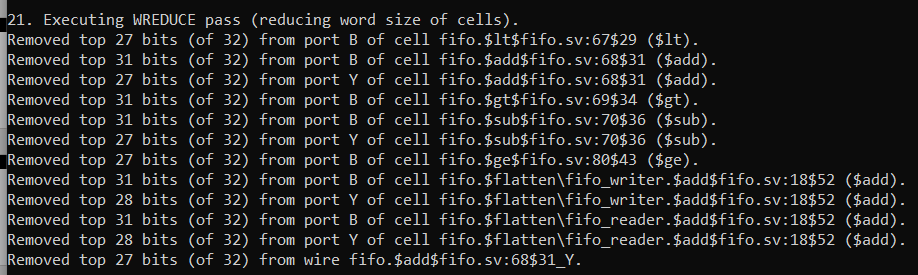 21. Executing WREDUCE pass (reducing word size of cells).
Removed top 27 bits (of 32) from port B of cell fifo.$lt$fifo.sv:67$29 ($lt).
Removed top 31 bits (of 32) from port B of cell fifo.$add$fifo.sv:68$31 ($add).
Removed top 27 bits (of 32) from port Y of cell fifo.$add$fifo.sv:68$31 ($add).
Removed top 31 bits (of 32) from port B of cell fifo.$gt$fifo.sv:69$34 ($gt).
Removed top 31 bits (of 32) from port B of cell fifo.$sub$fifo.sv:70$36 ($sub).
Removed top 27 bits (of 32) from port Y of cell fifo.$sub$fifo.sv:70$36 ($sub).
Removed top 27 bits (of 32) from port B of cell fifo.$ge$fifo.sv:80$43 ($ge).
Removed top 31 bits (of 32) from port B of cell fifo.$flatten\fifo_writer.$add$fifo.sv:18$52 ($add).
Removed top 28 bits (of 32) from port Y of cell fifo.$flatten\fifo_writer.$add$fifo.sv:18$52 ($add).
Removed top 31 bits (of 32) from port B of cell fifo.$flatten\fifo_reader.$add$fifo.sv:18$52 ($add).
Removed top 28 bits (of 32) from port Y of cell fifo.$flatten\fifo_reader.$add$fifo.sv:18$52 ($add).
Removed top 27 bits (of 32) from wire fifo.$add$fifo.sv:68$31_Y.